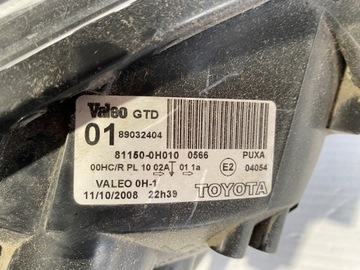 Valeo GTD
01 89032404
81150-0H010 0566 PUXA
00HC/R PL 10 02A 01 1a E2 04054
VALEO 0H-1
11/10/2008 22h39 TOYOTA